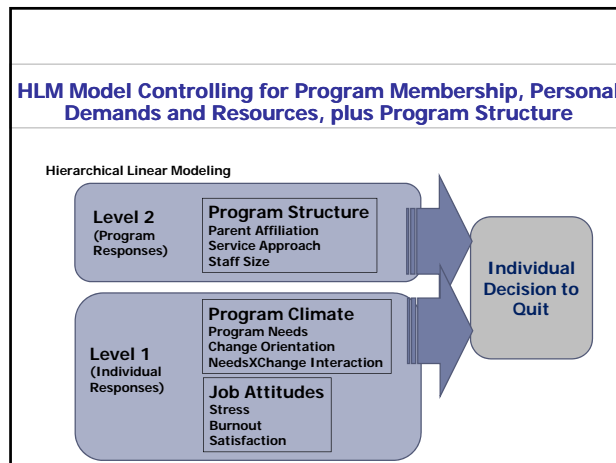 HLM Model Controlling for Program Membership, Personal
Demands and Resources, plus Program Structure
Hierarchical Linear Modeling
Level 2
(Program
Responses)
Program Structure
Parent Affiliation
Service Approach
Staff Size
Level 1
(Individual
Responses)
Program Climate
Program Needs
Change Orientation
NeedsXChange Interaction
Job Attitudes
Stress
Burnout
Satisfaction
Individual
Decision to
Quit